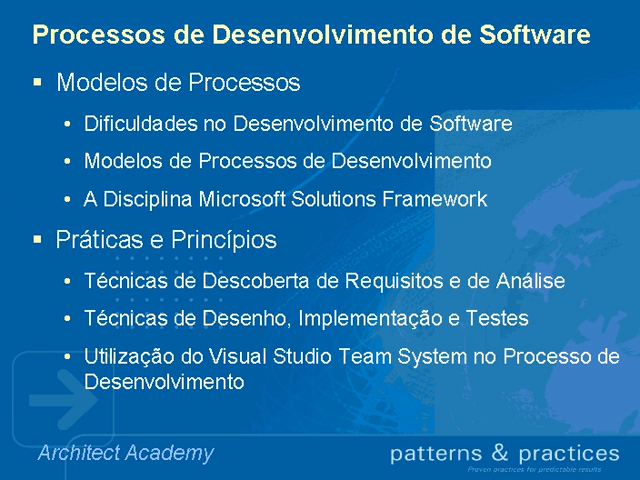 Processos de Desenvolvimento de Software
▪ Modelos de Processos
• Dificuldades no Desenvolvimento de Software
• Modelos de Processos de Desenvolvimento
• A Disciplina Microsoft Solutions Framework
▪ Práticas e Princípios
• Técnicas de Descoberta de Requisitos e de Análise
• Técnicas de Desenho, Implementação e Testes
• Utilização do Visual Studio Team System no Processo de
Desenvolvimento
Architect Academy
patterns & practices
Proven practices for predictable results